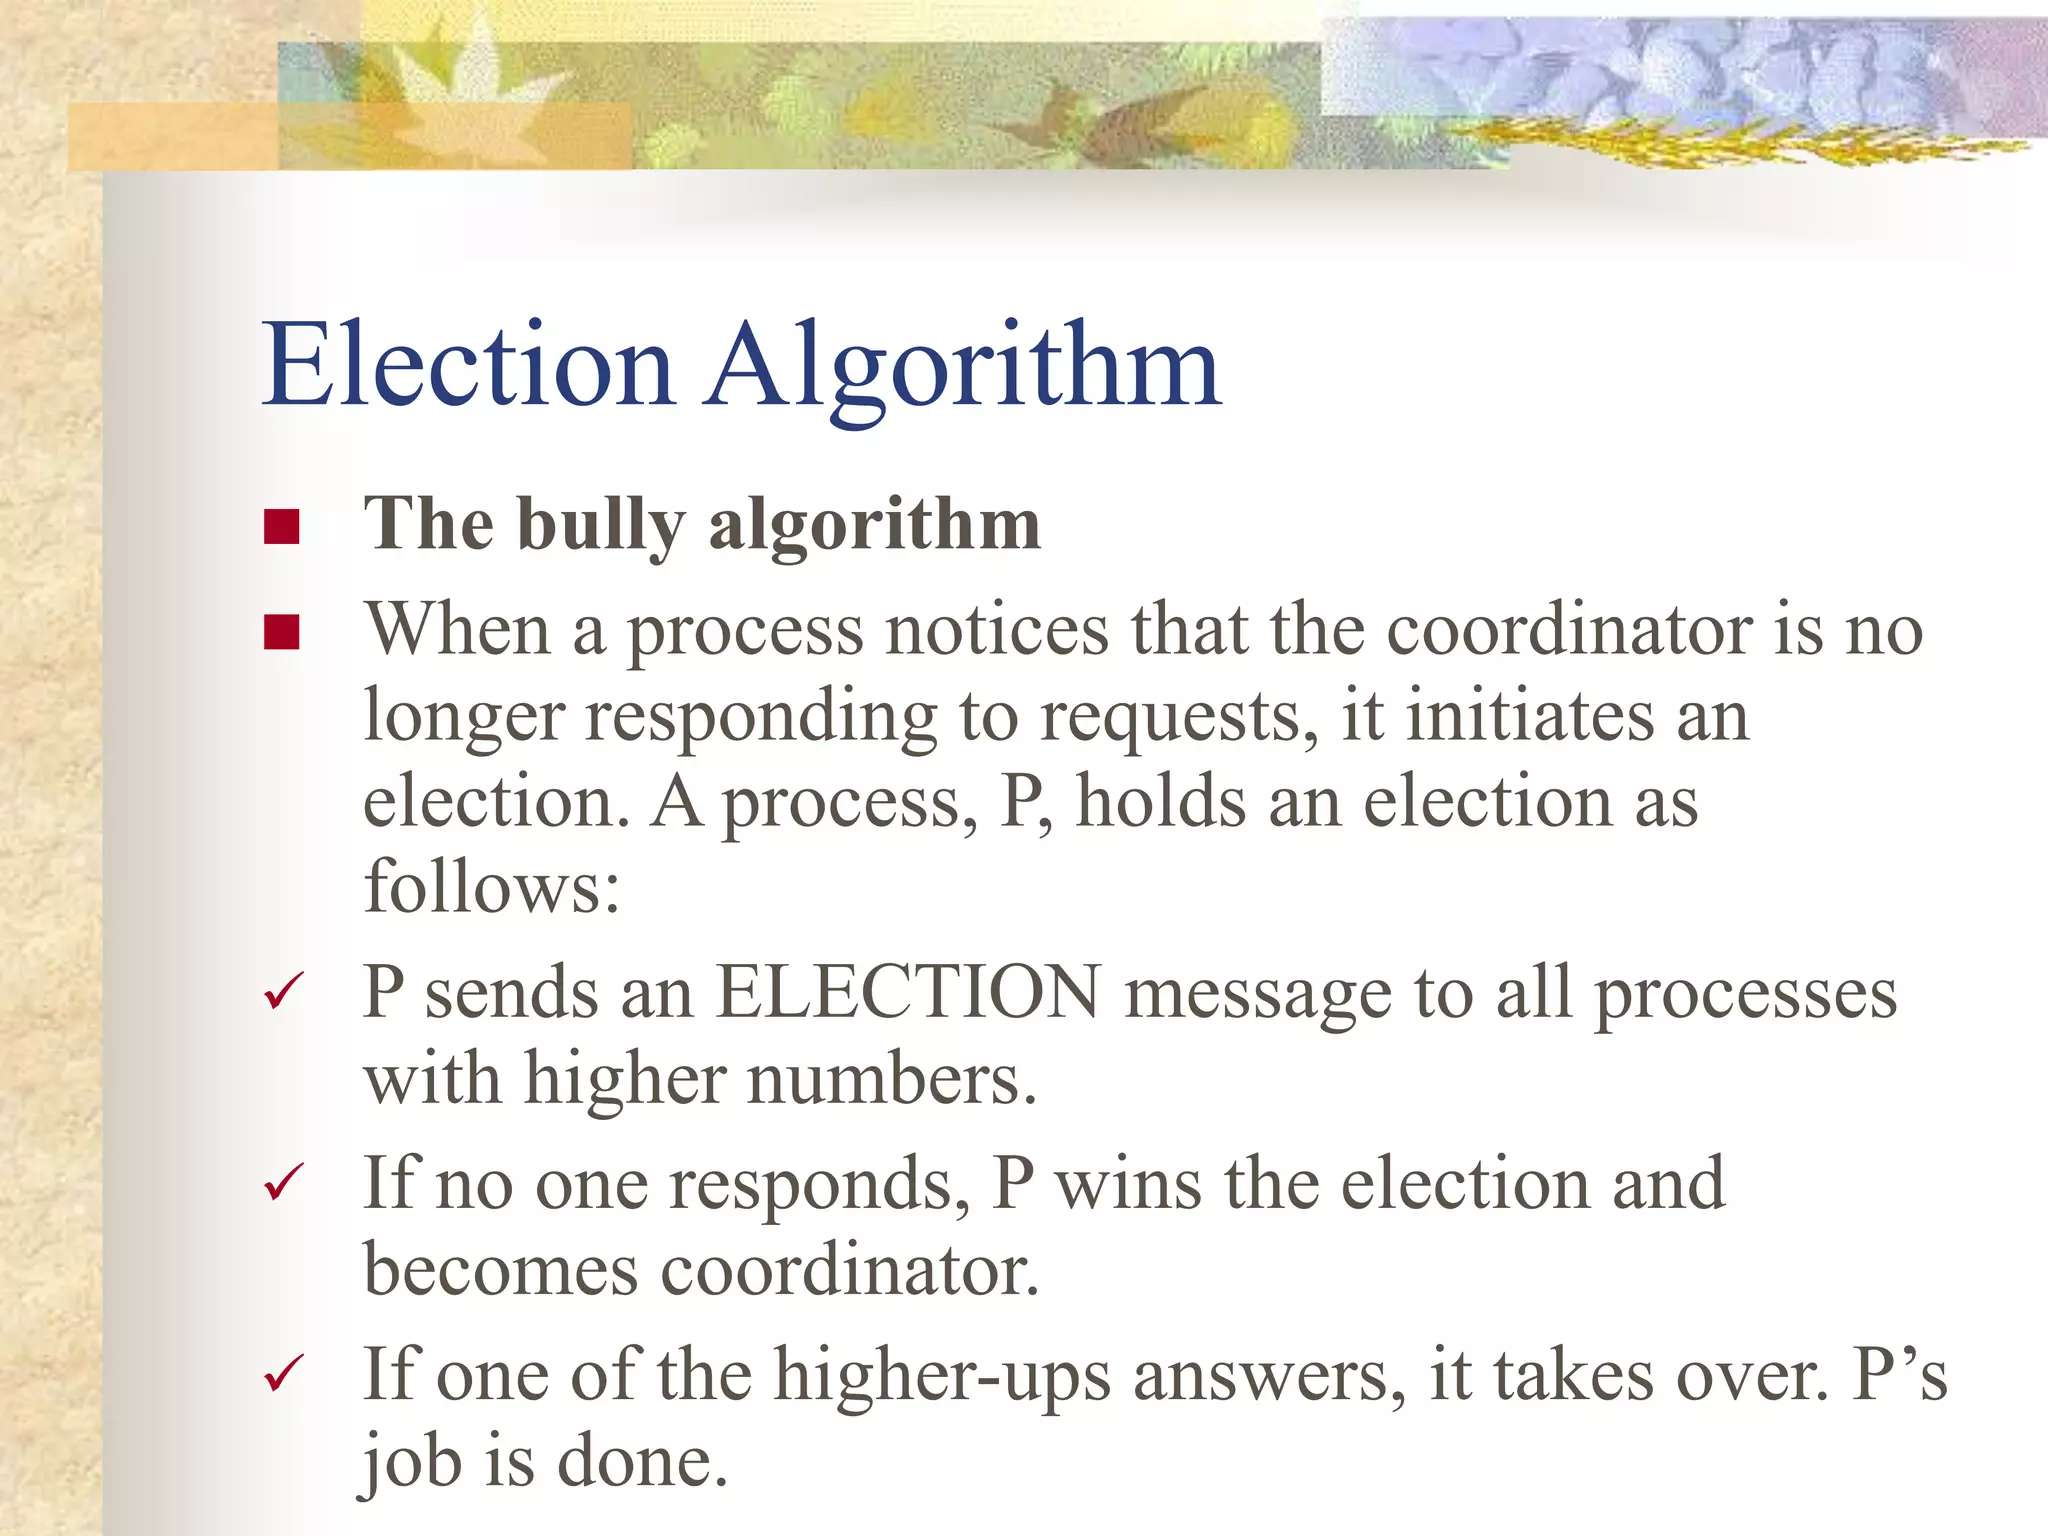 Election Algorithm
The bully algorithm
When a process notices that the coordinator is no
longer responding to requests, it initiates an
election. A process, P, holds an election as
follows:
P sends an ELECTION message to all processes
with higher numbers.
If no one responds, P wins the election and
becomes coordinator.
If one of the higher-ups answers, it takes over. P’s
job is done.